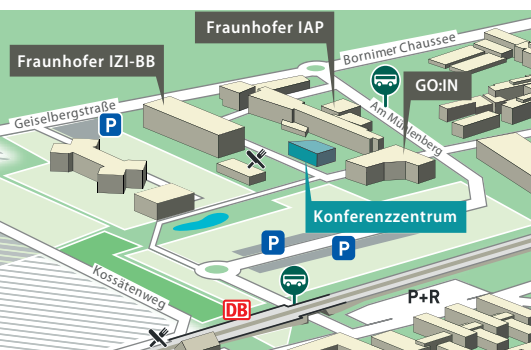 Fraunhofer IAP
Bornimer Chaussee
Fraunhofer IZI-BB
GO:IN
Geiselbergstraße
P
Am Mühlenberg
Konferenzzentrum
P
P
Kossätenweg
P+R
DB